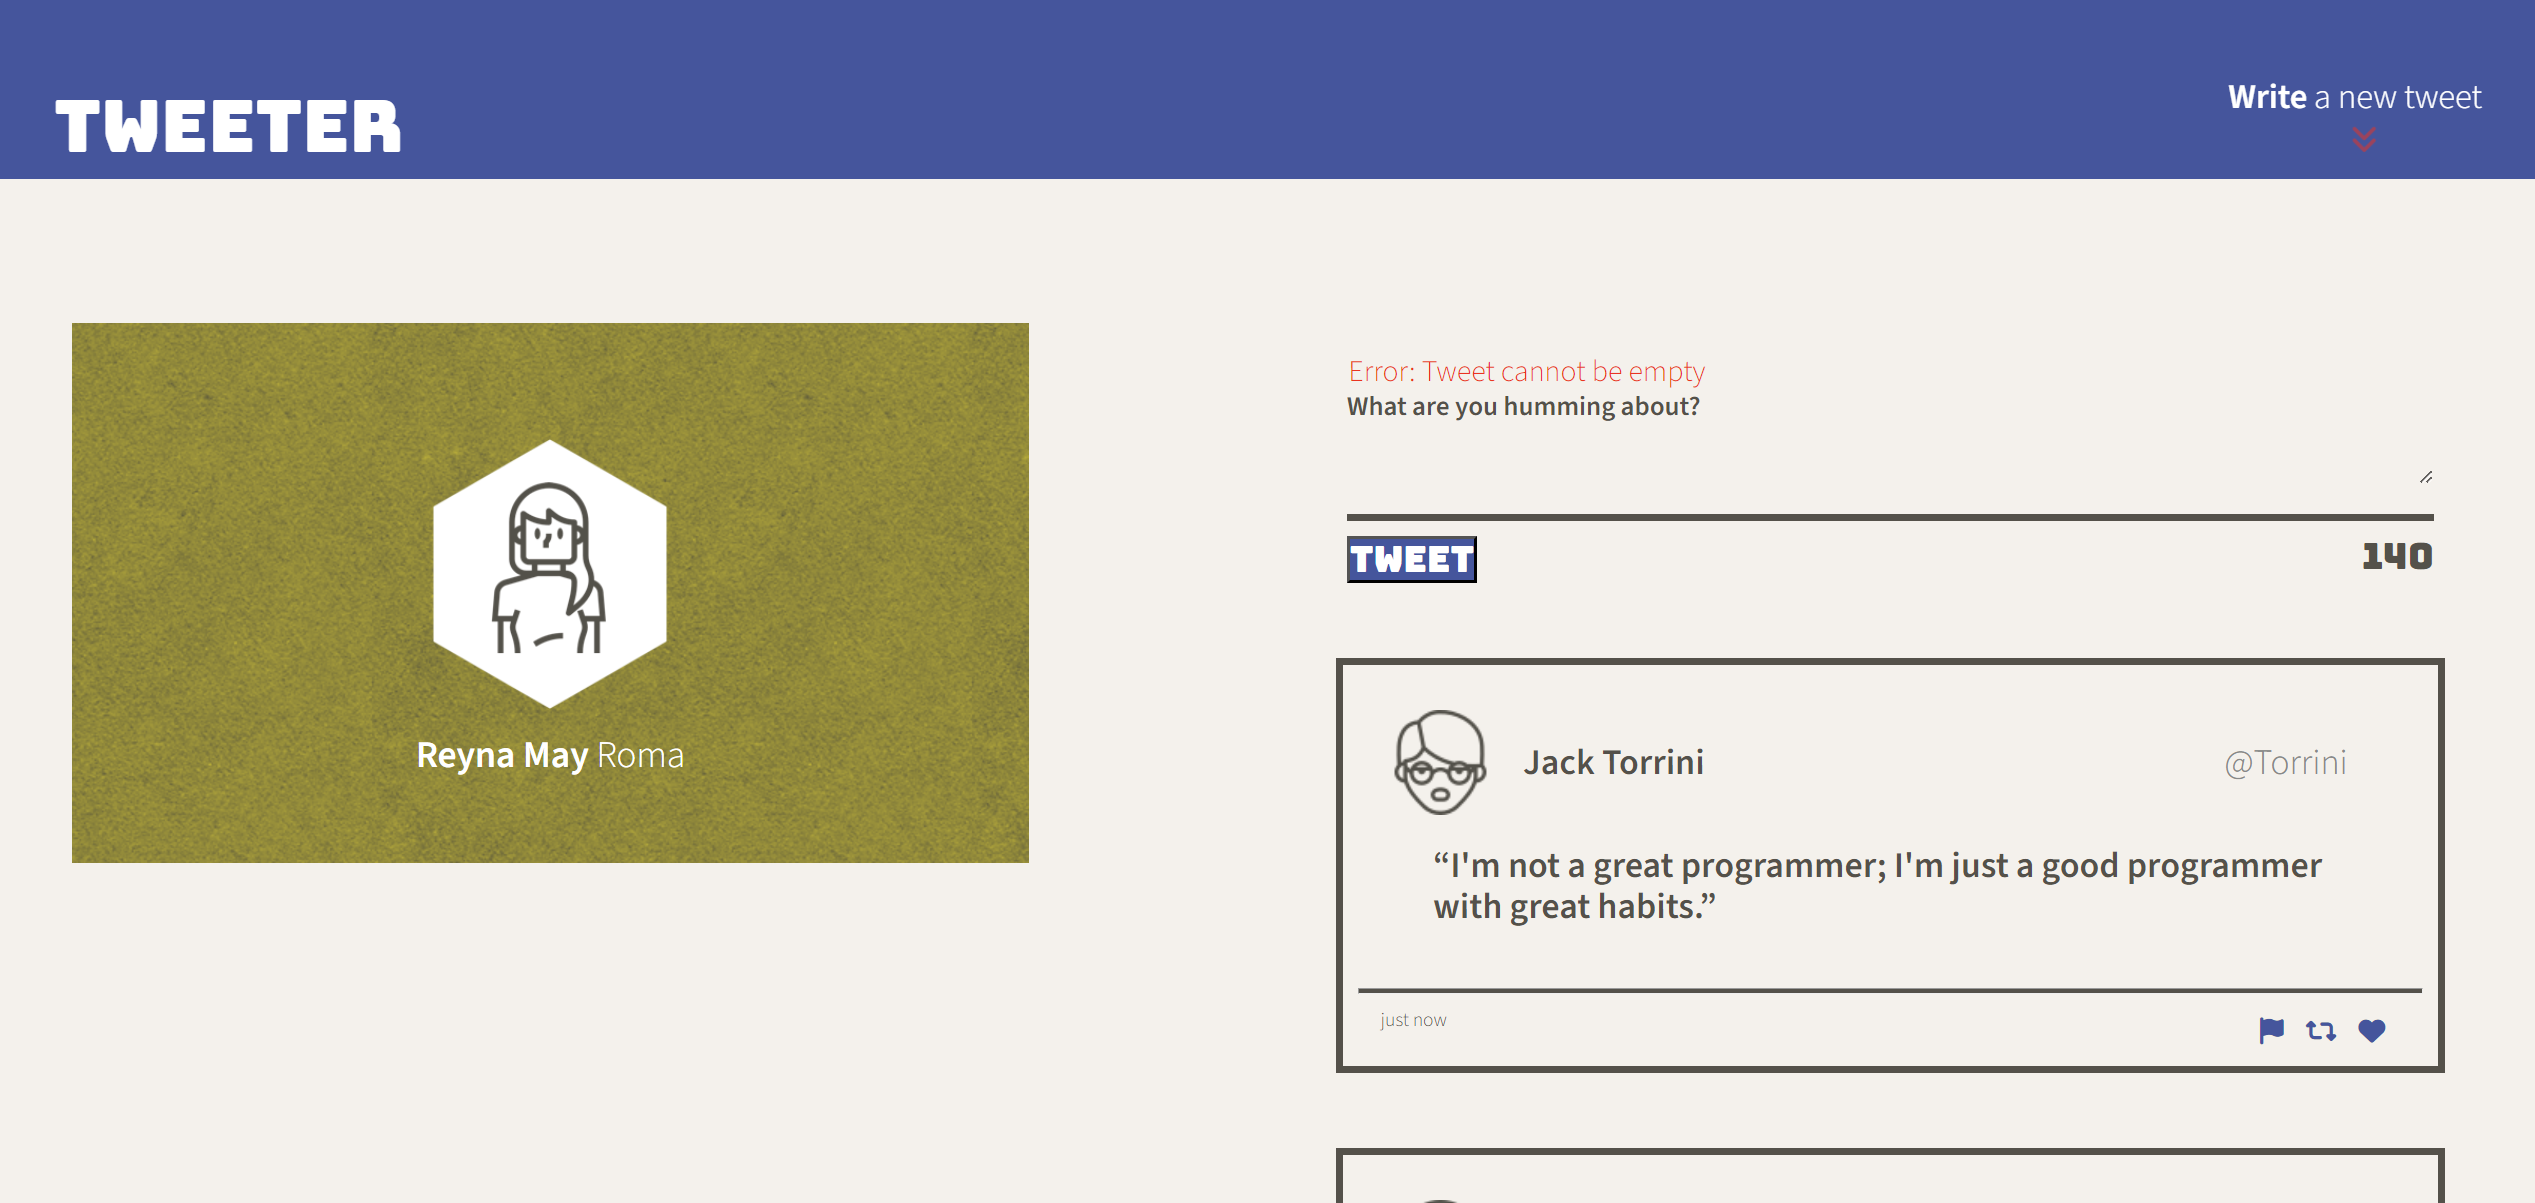 TWEETER
Write a new tweet
Reyna May Roma
Error: Tweet cannot be empty
What are you humming about?
TWEET
140
Jack Torrini
@Torrini
“I'm not a great programmer; I'm just a good programmer
with great habits.”
just now